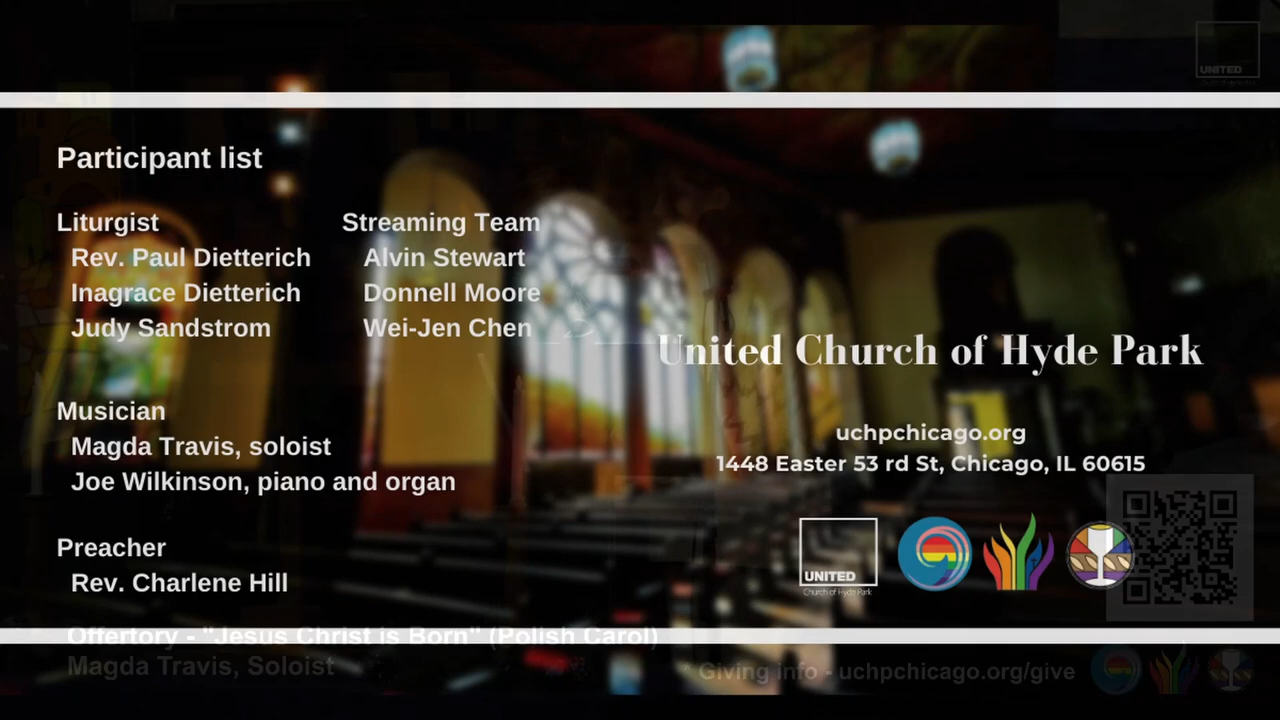 UNITED
Participant list
Liturgist
Rev. Paul Dietterich
Inagrace Dietterich
Judy Sandstrom
Streaming Team
Alvin Stewart
Donnell Moore
Wei-Jen Chen
Musician
Magda Travis, soloist
Joe Wilkinson, piano and organ
Preacher
Rev. Charlene Hill
United Church of Hyde Park
uchpchicago.org
1448 Easter 53 rd St, Chicago, IL 60615
UNITED
Church of Hyde Park
Offertory - "Jesus Christ is Born" (Polish Carol)
Magda Travis, Soloist
* Giving info - uchpchicago.org/give